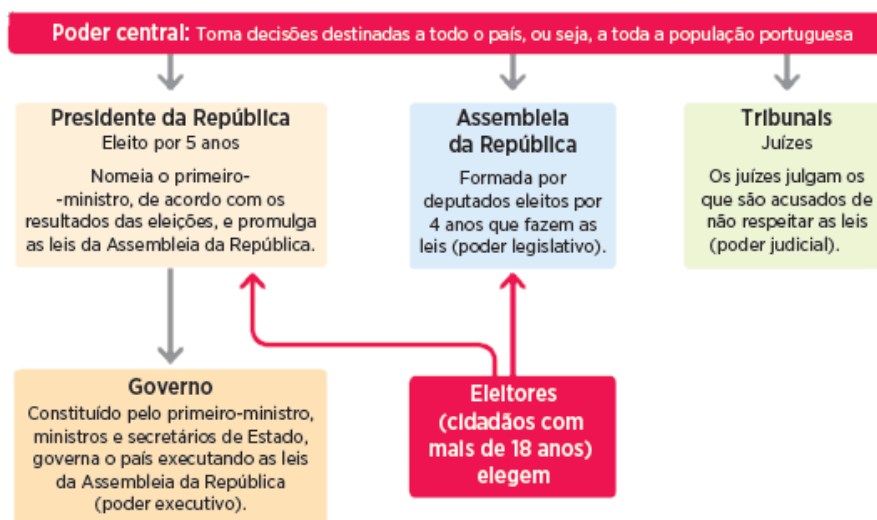 Poder central: Toma decisões destinadas a todo o país, ou seja, a toda a população portuguesa
Presidente da República
Eleito por 5 anos
Nomeia o primeiro-
-ministro, de acordo com os
resultados das eleições, e promulga
as leis da Assembleia da República.
Assembleia
da República
Formada por
deputados eleitos por
4 anos que fazem as
leis (poder legislativo).
Tribunais
Juízes
Os juízes julgam os
que são acusados de
não respeitar as leis
(poder judicial).
Governo
Constituído pelo primeiro-ministro,
ministros e secretários de Estado,
governa o país executando as leis
da Assembleia da República
(poder executivo).
Eleitores
(cidadãos com
mais de 18 anos)
elegem